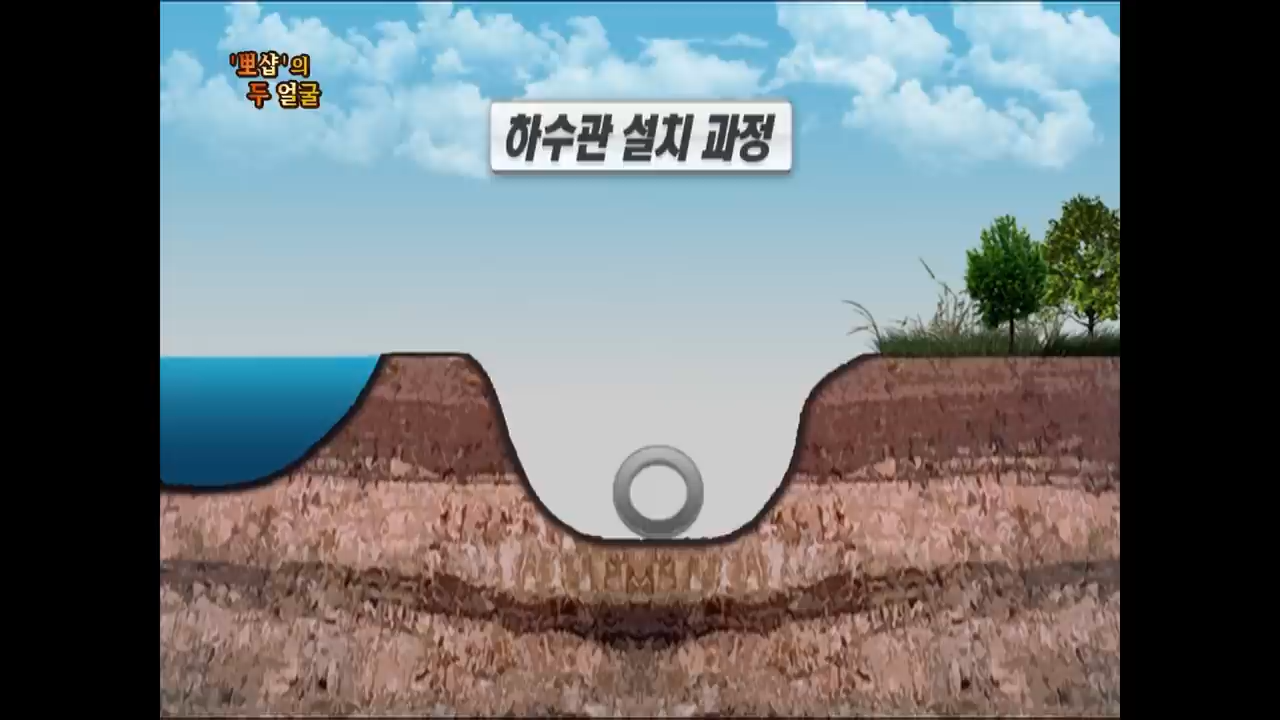 '뽀샵'의
두 얼굴
하수관 설치 과정